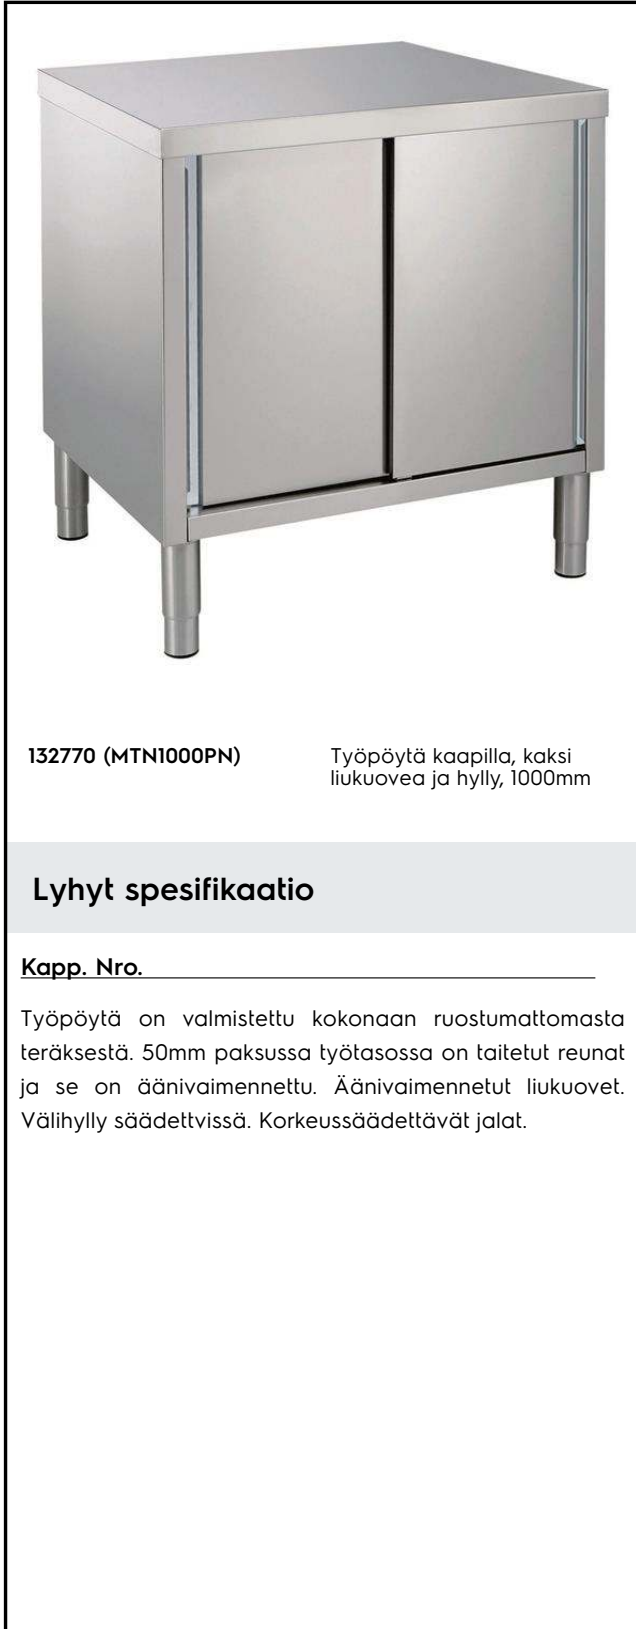 132770 (MTN1000PN)
Työpöytä kaapilla, kaksi
liukuovea ja hylly, 1000mm
Lyhyt spesifikaatio
Kapp. Nro.
Työpöytä on valmistettu kokonaan ruostumattomasta
teräksestä. 50mm paksussa työtasossa on taitetut reunat
ja se on äänivaimennettu. Äänivaimennetut liukuovet.
Välihylly säädettvissä. Korkeussäädettävät jalat.